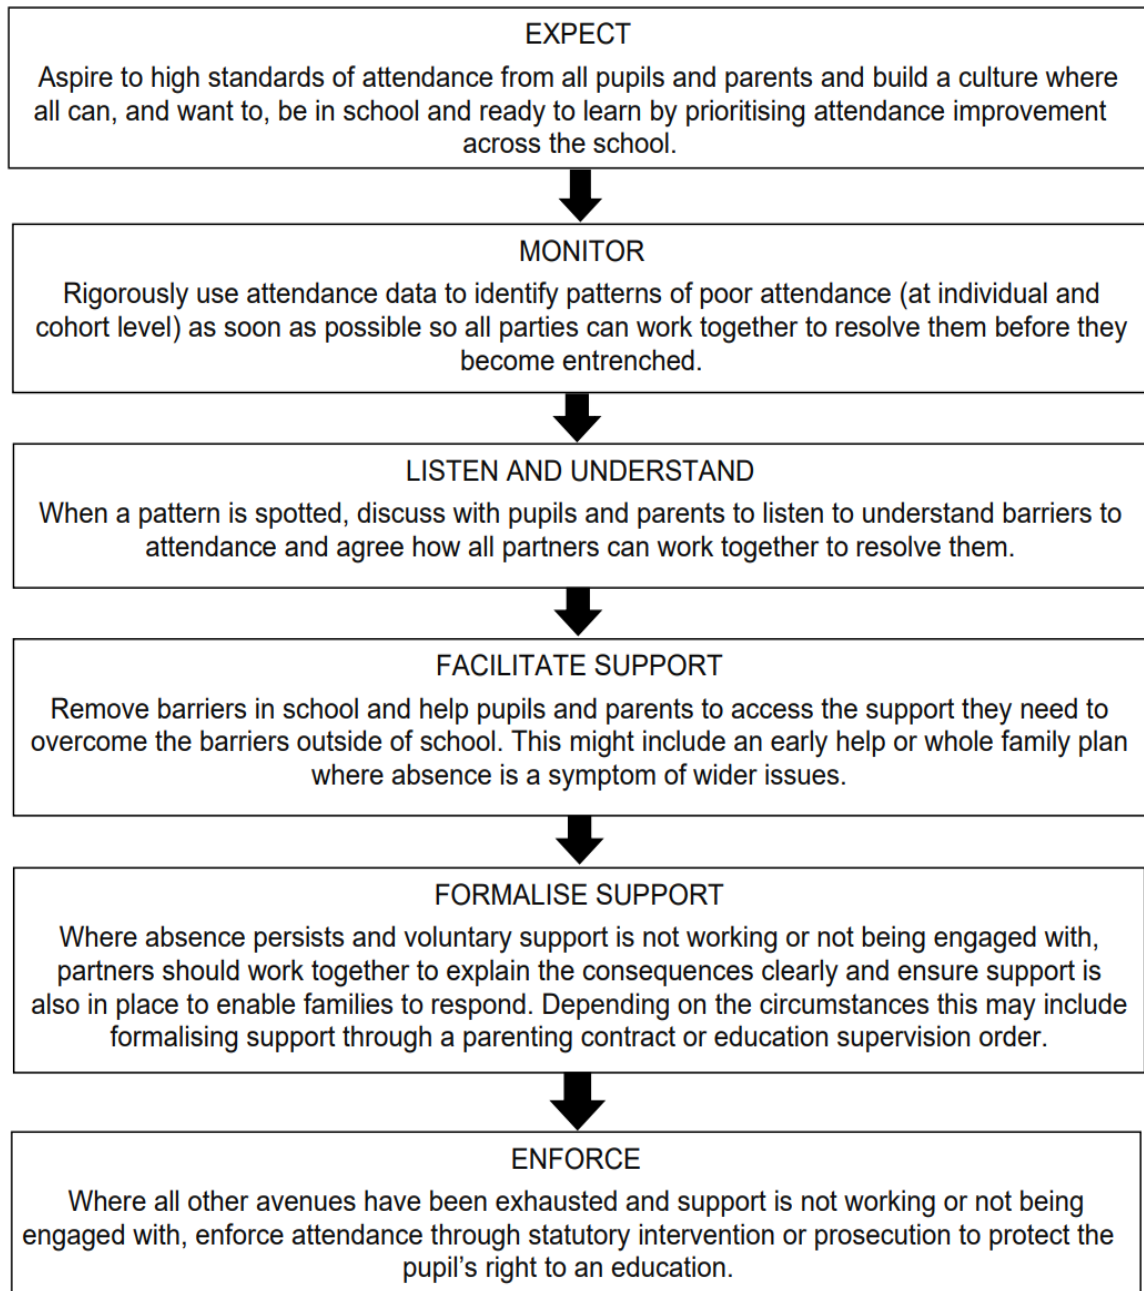 EXPECT
Aspire to high standards of attendance from all pupils and parents and build a culture where
all can, and want to, be in school and ready to learn by prioritising attendance improvement
across the school.
MONITOR
Rigorously use attendance data to identify patterns of poor attendance (at individual and
cohort level) as soon as possible so all parties can work together to resolve them before they
become entrenched.
LISTEN AND UNDERSTAND
When a pattern is spotted, discuss with pupils and parents to listen to understand barriers to
attendance and agree how all partners can work together to resolve them.
FACILITATE SUPPORT
Remove barriers in school and help pupils and parents to access the support they need to
overcome the barriers outside of school. This might include an early help or whole family plan
where absence is a symptom of wider issues.
FORMALISE SUPPORT
Where absence persists and voluntary support is not working or not being engaged with,
partners should work together to explain the consequences clearly and ensure support is
also in place to enable families to respond. Depending on the circumstances this may include
formalising support through a parenting contract or education supervision order.
ENFORCE
Where all other avenues have been exhausted and support is not working or not being
engaged with, enforce attendance through statutory intervention or prosecution to protect the
pupil's right to an education.